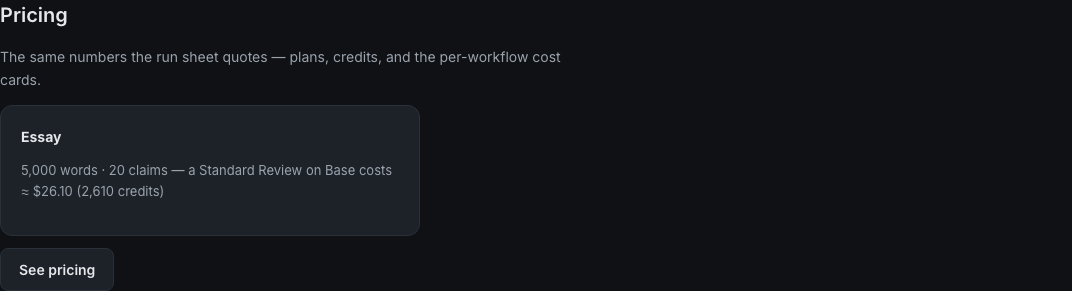 Pricing
The same numbers the run sheet quotes — plans, credits, and the per-workflow cost
cards.
Essay
5,000 words · 20 claims — a Standard Review on Base costs
≈ $26.10 (2,610 credits)
See pricing